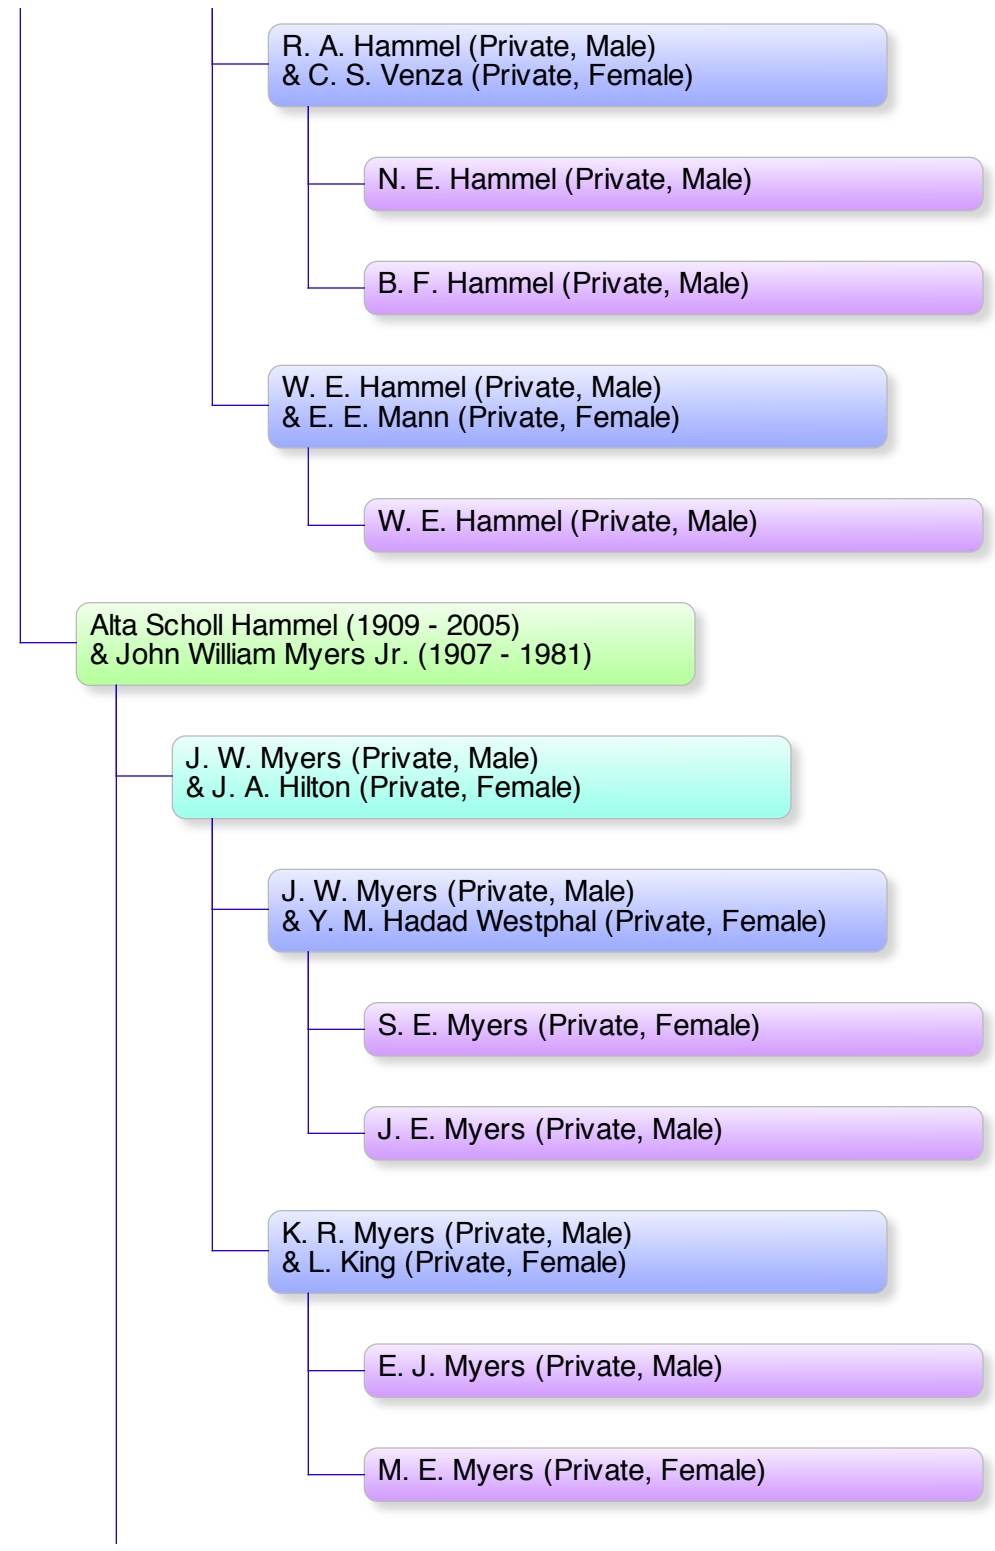 R. A. Hammel (Private, Male)
& C. S. Venza (Private, Female)
N. E. Hammel (Private, Male)
B. F. Hammel (Private, Male)
W. E. Hammel (Private, Male)
& E. E. Mann (Private, Female)
W. E. Hammel (Private, Male)
Alta Scholl Hammel (1909 - 2005)
& John William Myers Jr. (1907 - 1981)
J. W. Myers (Private, Male)
& J. A. Hilton (Private, Female)
J. W. Myers (Private, Male)
& Y. M. Hadad Westphal (Private, Female)
S. E. Myers (Private, Female)
J. E. Myers (Private, Male)
K. R. Myers (Private, Male)
& L. King (Private, Female)
E. J. Myers (Private, Male)
M. E. Myers (Private, Female)